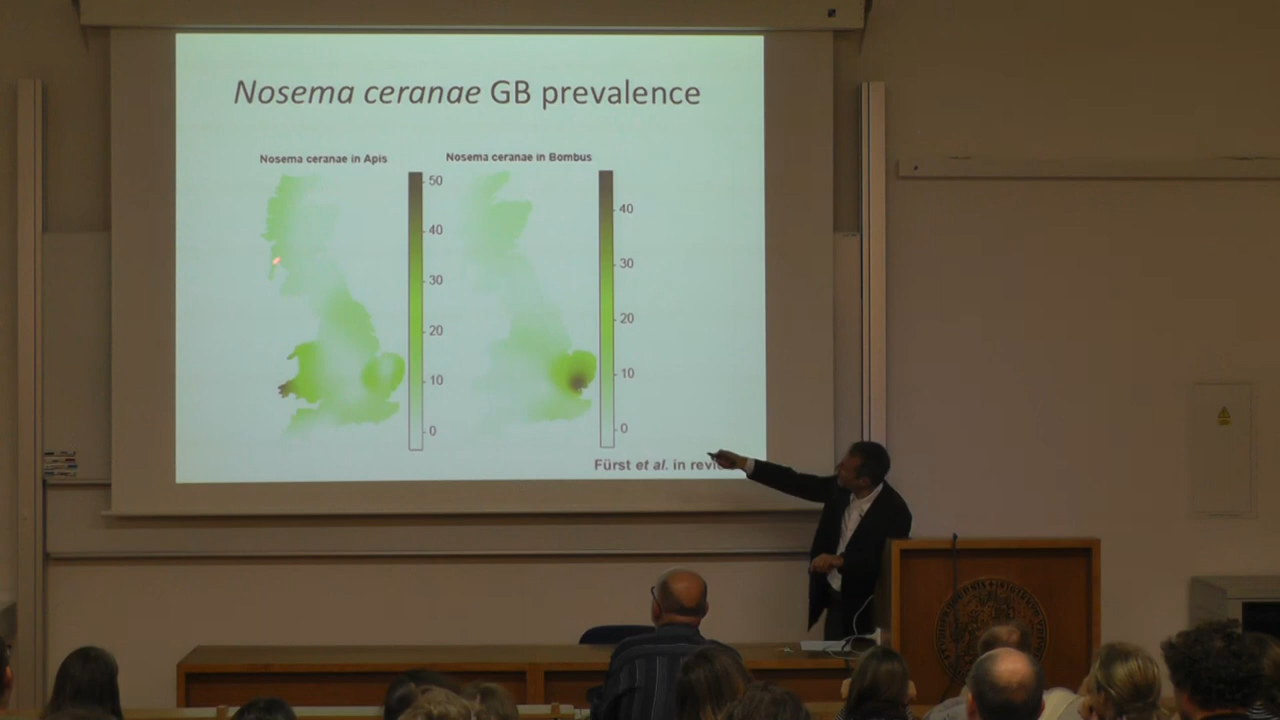 Nosema ceranae GB prevalence
Nosema ceranae in Apis
Nosema ceranae in Bombus
50
40
30
20
10
0
40
30
20
10
0
Fürst et al. in